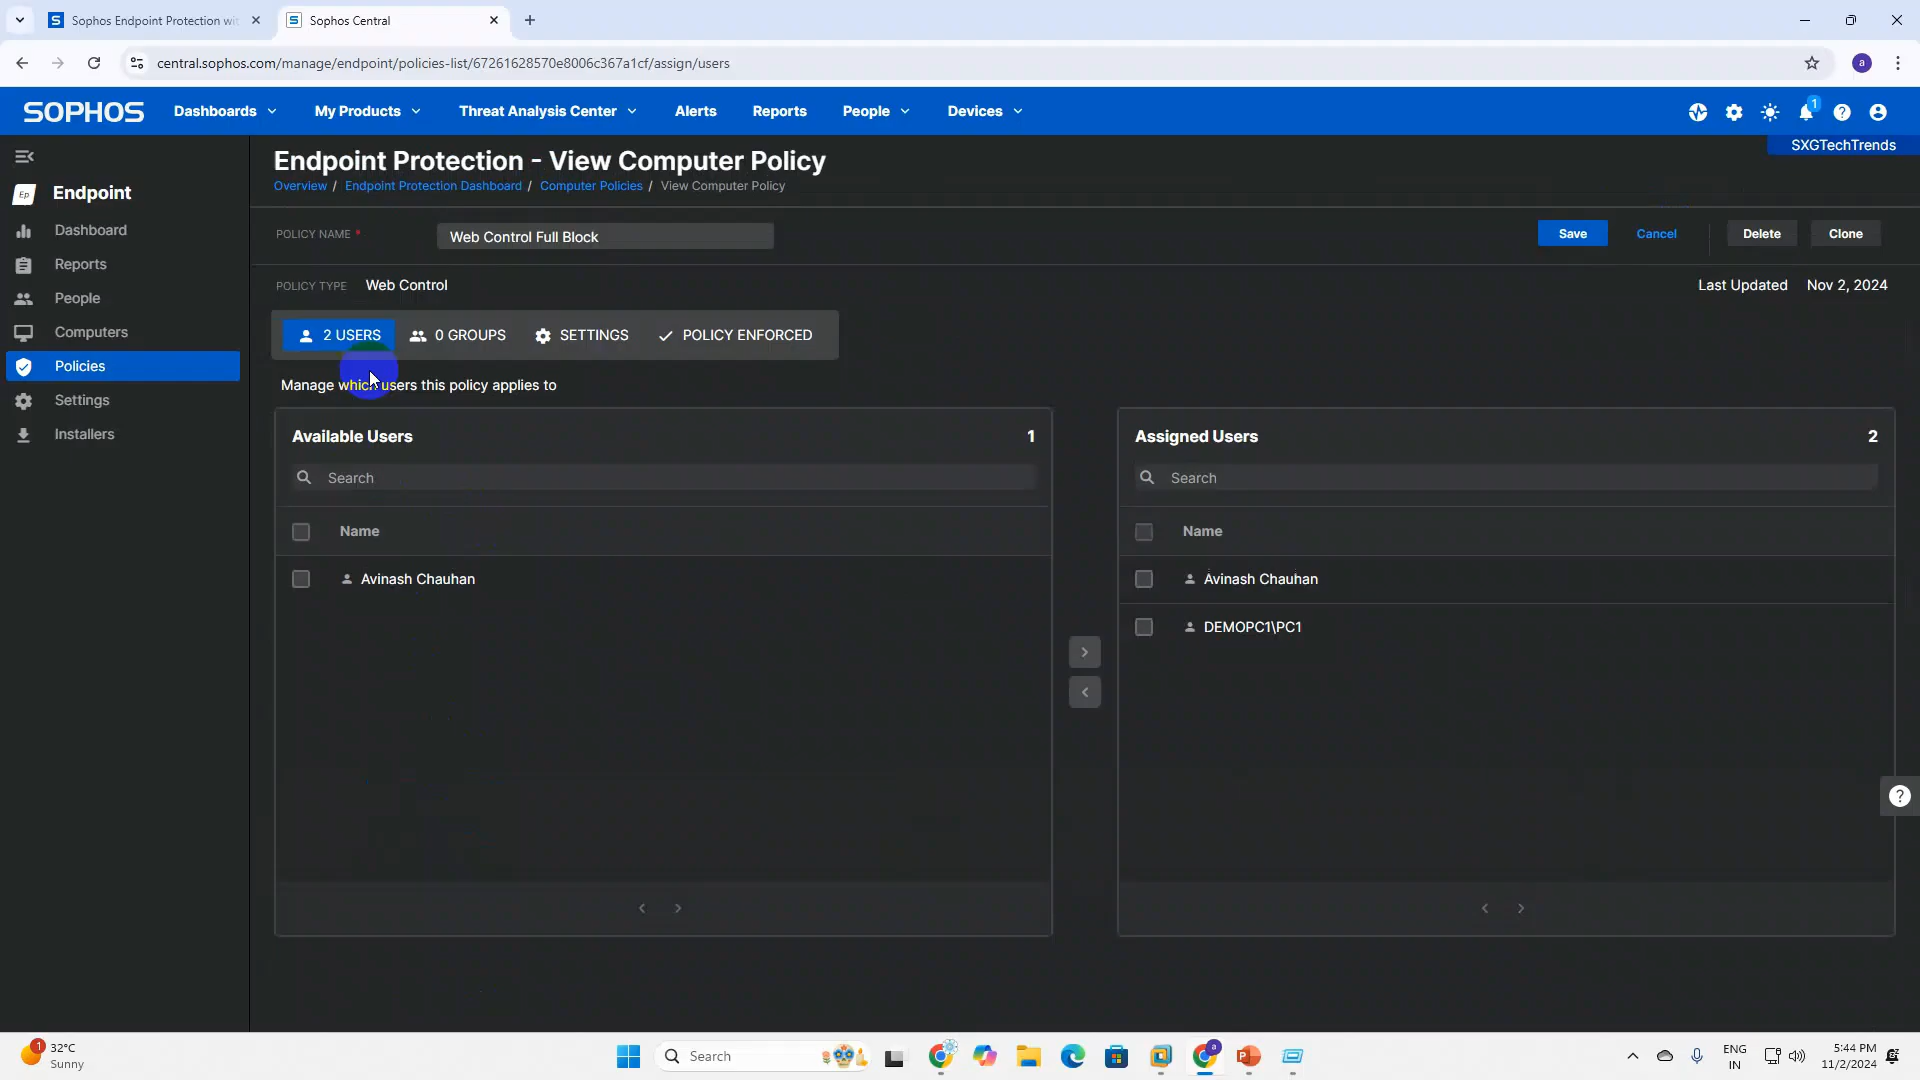 Sophos Endpoint Protection wi
Sophos Central
central.sophos.com/manage/endpoint/policies-list/67261628570e8006c367a1cf/assign/users
a
SOPHOS
Dashboards
My Products
Threat Analysis Center
Alerts
Reports
People
Devices
1
SXGTechTrends
Ep
Endpoint
Dashboard
Reports
People
Computers
Policies
Settings
Installers
Endpoint Protection - View Computer Policy
Overview / Endpoint Protection Dashboard / Computer Policies / View Computer Policy
POLICY NAME *
Web Control Full Block
Save
Cancel
Delete
Clone
POLICY TYPE
Web Control
Last Updated Nov 2, 2024
2 USERS
0 GROUPS
SETTINGS
POLICY ENFORCED
Manage which users this policy applies to
Available Users
1
Search
Name
Avinash Chauhan
Assigned Users
2
Search
Name
Avinash Chauhan
DEMOPC1\PC1
1
32°C
Sunny
Search
a
ENG
IN
5:44 PM
11/2/2024